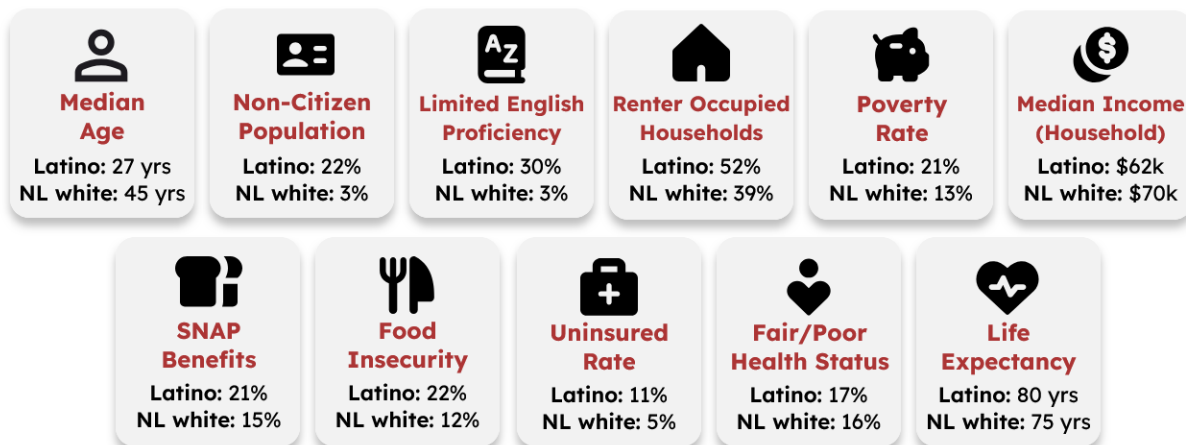 Median
Age
Latino: 27 yrs
NL white: 45 yrs
Non-Citizen
Population
Latino: 22%
NL white: 3%
AZ
Limited English
Proficiency
Latino: 30%
NL white: 3%
Renter Occupied
Households
Latino: 52%
NL white: 39%
Poverty
Rate
Latino: 21%
NL white: 13%
$
Median Income
(Household)
Latino: $62k
NL white: $70k
SNAP
Benefits
Latino: 21%
NL white: 15%
Food
Insecurity
Latino: 22%
NL white: 12%
Uninsured
Rate
Latino: 11%
NL white: 5%
Fair/Poor
Health Status
Latino: 17%
NL white: 16%
Life
Expectancy
Latino: 80 yrs
NL white: 75 yrs